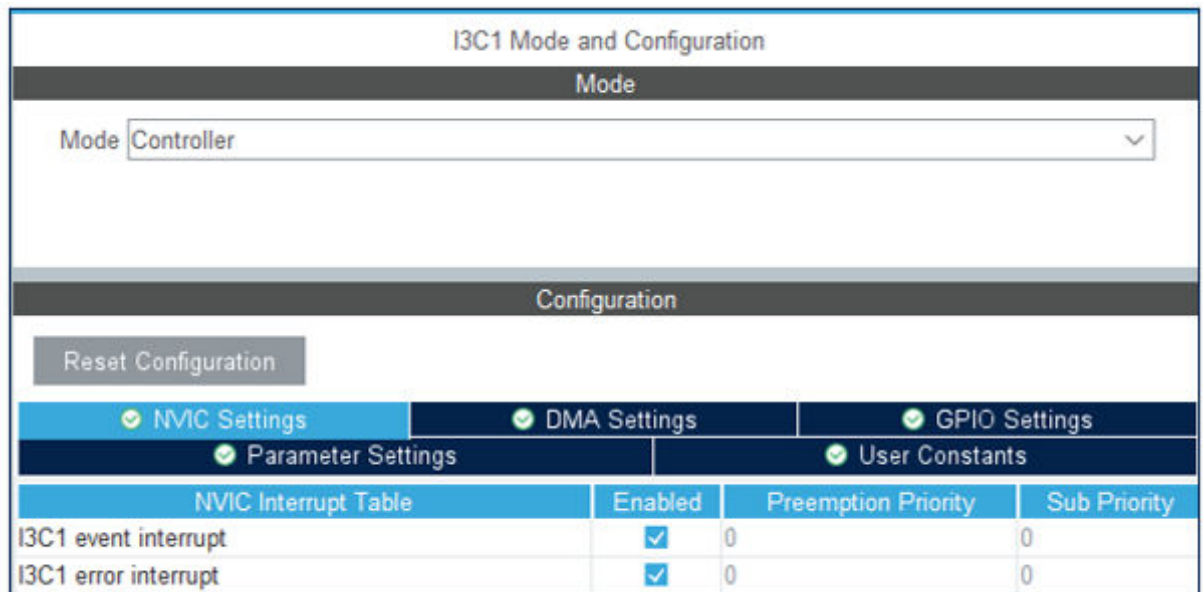 I3C1 Mode and Configuration
Mode
Mode Controller
Configuration
Reset Configuration
NVIC Settings DMA Settings GPIO Settings
Parameter Settings User Constants
NVIC Interrupt Table Enabled Preemption Priority Sub Priority
I3C1 event interrupt 0 0
I3C1 error interrupt 0 0